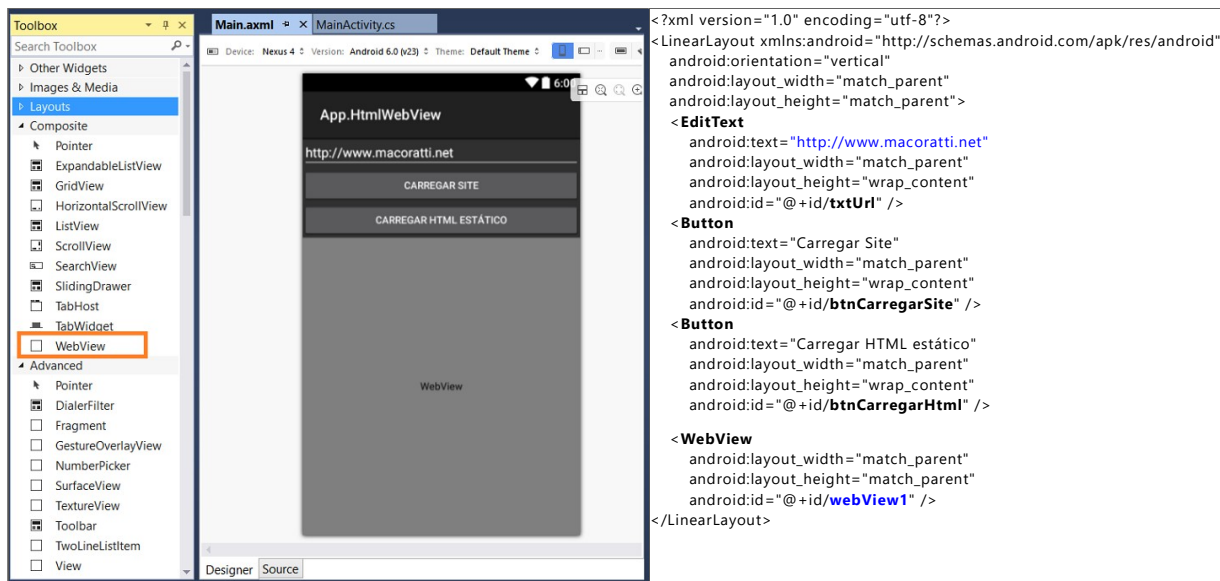 Toolbox
Search Toolbox
Other Widgets
Images & Media
Layouts
Composite
Pointer
ExpandableListView
GridView
HorizontalScrollView
ListView
ScrollView
SearchView
SlidingDrawer
TabHost
TabWidget
WebView
Advanced
Pointer
DialerFilter
Fragment
GestureOverlayView
NumberPicker
SurfaceView
TextureView
Toolbar
TwoLineListItem
View
Main.axml MainActivity.cs
Device: Nexus 4 Version: Android 6.0 (v23) Theme: Default Theme
App.HtmlWebView
http://www.macoratti.net
CARREGAR SITE
CARREGAR HTML ESTÁTICO
WebView
Designer Source
<?xml version="1.0" encoding="utf-8"?>
<LinearLayout xmlns:android="http://schemas.android.com/apk/res/android"
android:orientation="vertical"
android:layout_width="match_parent"
android:layout_height="match_parent">
<EditText
android:text="http://www.macoratti.net"
android:layout_width="match_parent"
android:layout_height="wrap_content"
android:id="@+id/txtUrl" />
<Button
android:text="Carregar Site"
android:layout_width="match_parent"
android:layout_height="wrap_content"
android:id="@+id/btnCarregarSite" />
<Button
android:text="Carregar HTML estático"
android:layout_width="match_parent"
android:layout_height="wrap_content"
android:id="@+id/btnCarregarHtml" />
<WebView
android:layout_width="match_parent"
android:layout_height="match_parent"
android:id="@+id/webView1" />
</LinearLayout>